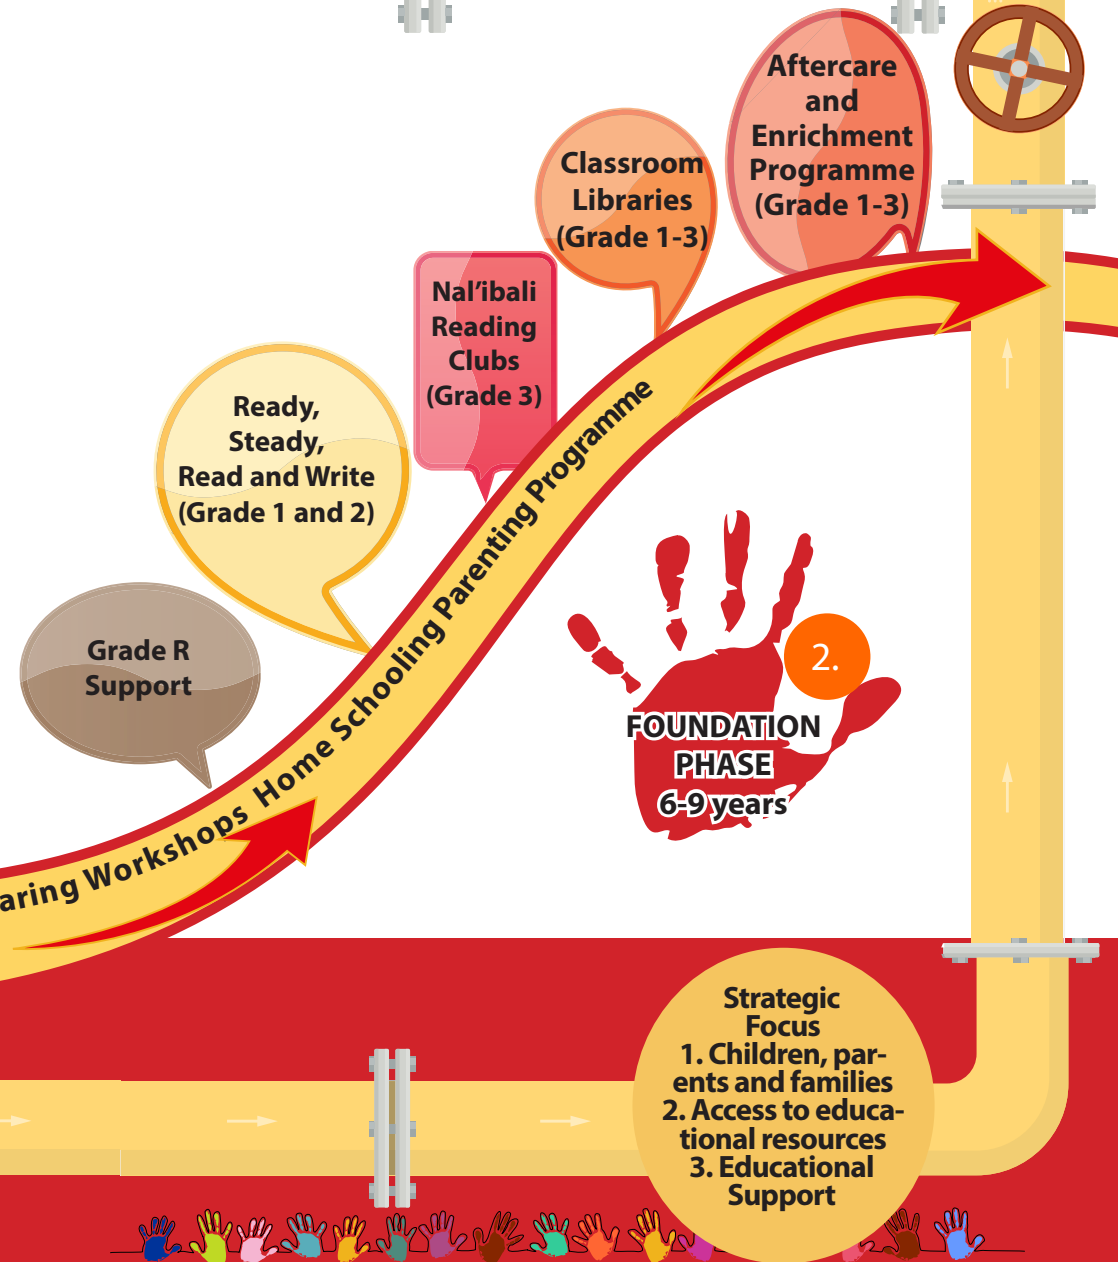 Aftercare
and
Enrichment
Programme
(Grade 1-3)
Classroom
Libraries
(Grade 1-3)
Nal'ibali
Reading
Clubs
(Grade 3)
Ready,
Steady,
Read and Write
(Grade 1 and 2)
Grade R
Support
aring Workshops Home Schooling Parenting Programme
2.
FOUNDATION
PHASE
6-9 years
Strategic
Focus
1. Children, par-
ents and families
2. Access to educa-
tional resources
3. Educational
Support